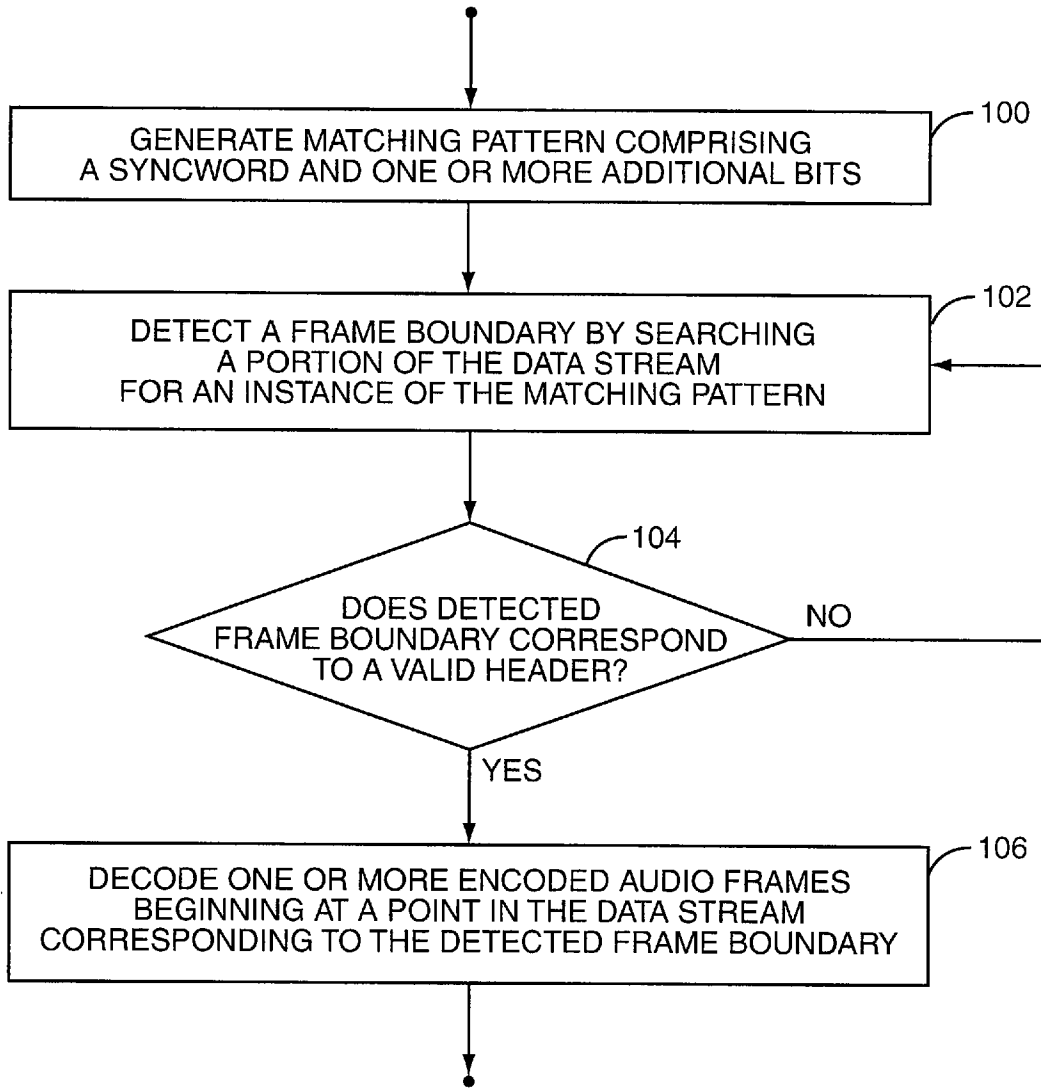 100
GENERATE MATCHING PATTERN COMPRISING
A SYNCWORD AND ONE OR MORE ADDITIONAL BITS
102
DETECT A FRAME BOUNDARY BY SEARCHING
A PORTION OF THE DATA STREAM
FOR AN INSTANCE OF THE MATCHING PATTERN
104
DOES DETECTED
FRAME BOUNDARY CORRESPOND
TO A VALID HEADER?
NO
YES
106
DECODE ONE OR MORE ENCODED AUDIO FRAMES
BEGINNING AT A POINT IN THE DATA STREAM
CORRESPONDING TO THE DETECTED FRAME BOUNDARY